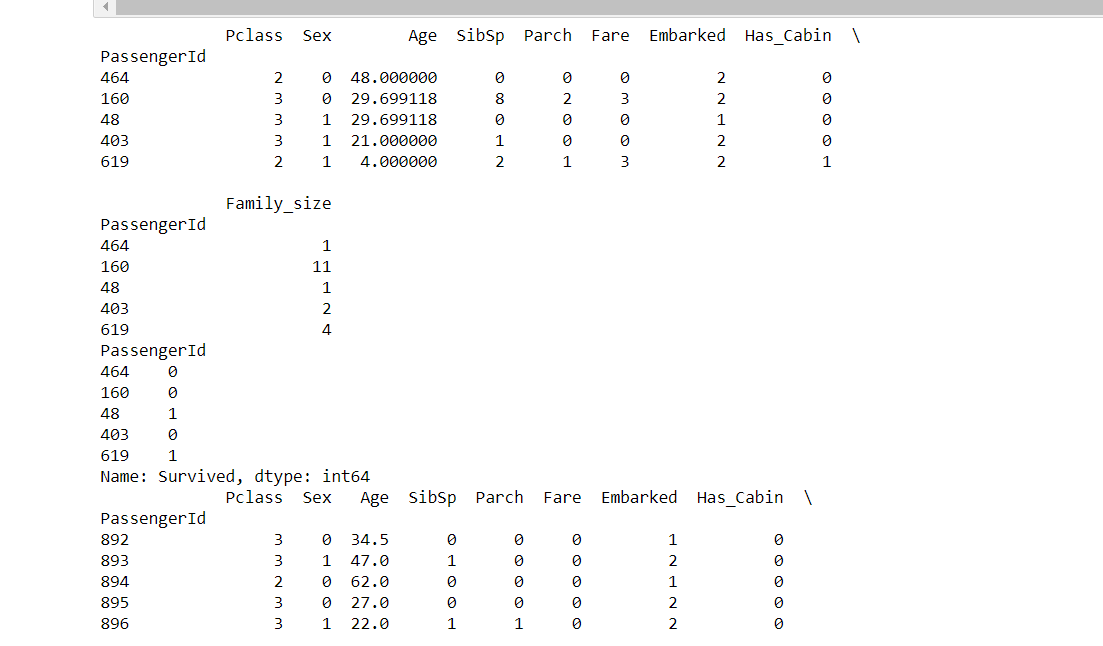 Pclass  Sex        Age  SibSp  Parch  Fare  Embarked  Has_Cabin  \
PassengerId
464               2    0  48.000000      0      0     0         2          0
160               3    0  29.699118      8      2     3         2          0
48                3    1  29.699118      0      0     0         1          0
403               3    1  21.000000      1      0     0         2          0
619               2    1   4.000000      2      1     3         2          1
             Family_size
PassengerId
464                    1
160                   11
48                     1
403                    2
619                    4
PassengerId
464    0
160    0
48     1
403    0
619    1
Name: Survived, dtype: int64
             Pclass  Sex   Age  SibSp  Parch  Fare  Embarked  Has_Cabin  \
PassengerId
892               3    0  34.5      0      0     0         1          0
893               3    1  47.0      1      0     0         2          0
894               2    0  62.0      0      0     0         1          0
895               3    0  27.0      0      0     0         2          0
896               3    1  22.0      1      1     0         2          0